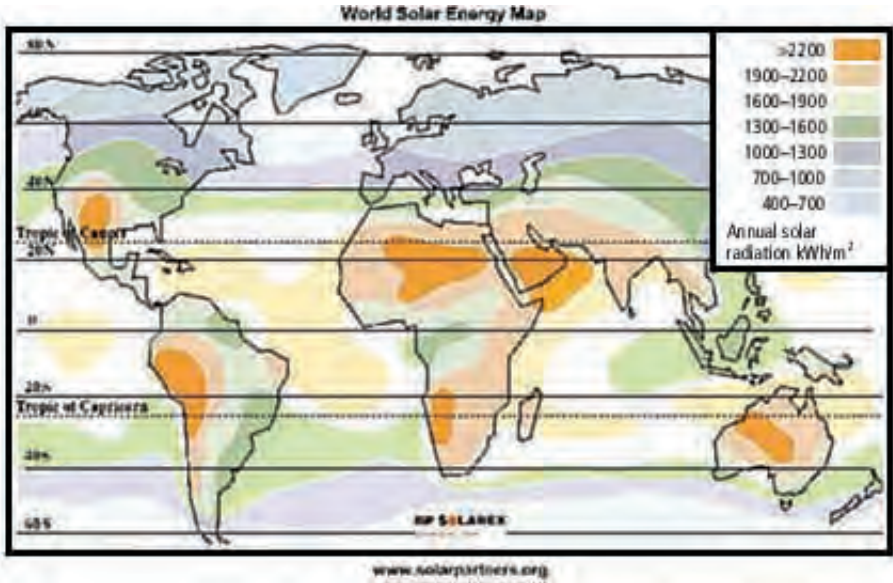 World Solar Energy Map
>2200
1900–2200
1600–1900
1300–1600
1000–1300
700–1000
400–700
Annual solar
radiation kWh/m²
40%
Tropic of Cancer
20%
0
20%
Tropic of Capricorn
40%
60%
BP SOLAREX
www.solarpartners.org